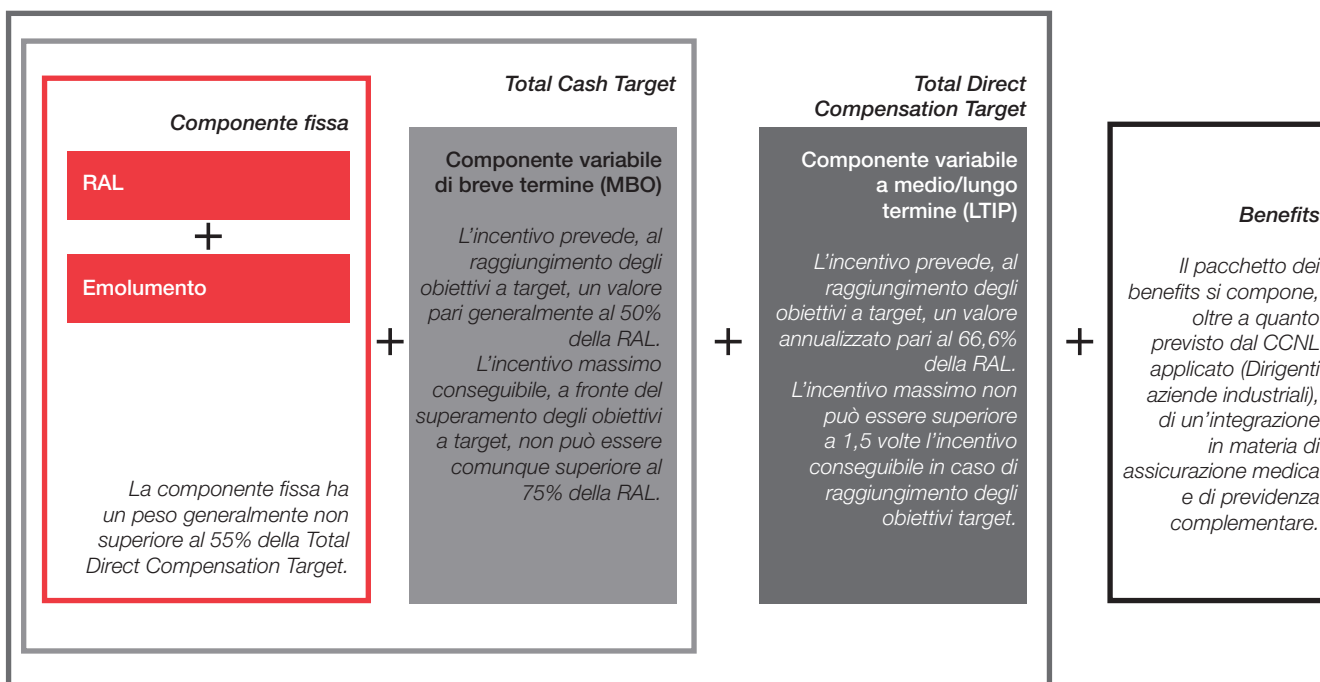 Componente fissa
RAL
+
Emolumento
La componente fissa ha
un peso generalmente non
superiore al 55% della Total
Direct Compensation Target.
+
Total Cash Target
Componente variabile
di breve termine (MBO)
L’incentivo prevede, al
raggiungimento degli
obiettivi a target, un valore
pari generalmente al 50%
della RAL.
L’incentivo massimo
conseguibile, a fronte del
superamento degli obiettivi
a target, non può essere
comunque superiore al
75% della RAL.
+
Total Direct
Compensation Target
Componente variabile
a medio/lungo
termine (LTIP)
L’incentivo prevede, al
raggiungimento degli
obiettivi a target, un valore
annualizzato pari al 66,6%
della RAL.
L’incentivo massimo non
può essere superiore
a 1,5 volte l’incentivo
conseguibile in caso di
raggiungimento degli
obiettivi target.
+
Benefits
Il pacchetto dei
benefits si compone,
oltre a quanto
previsto dal CCNL
applicato (Dirigenti
aziende industriali),
di un’integrazione
in materia di
assicurazione medica
e di previdenza
complementare.